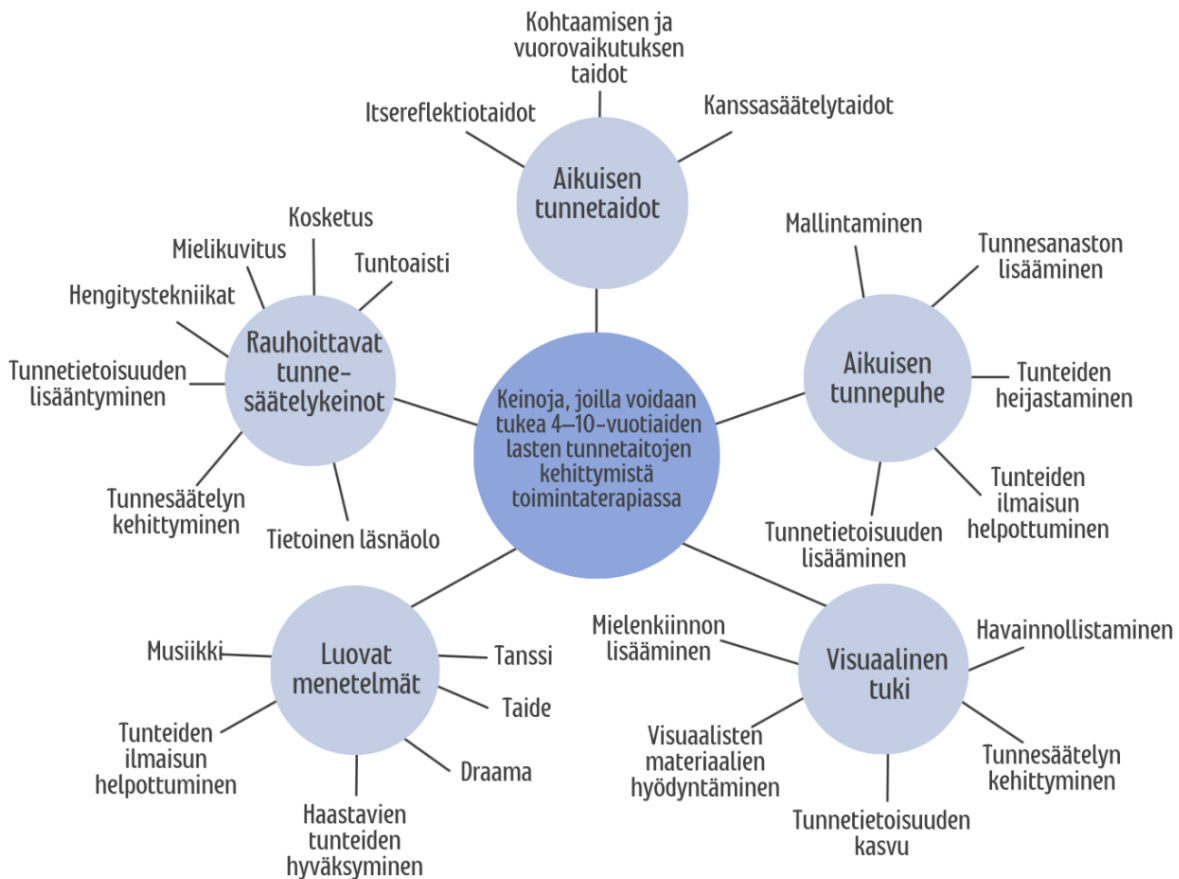 Kohtaamisen ja
vuorovaikutuksen
taidot
Itsereflektiotaidot
Kanssasäätelytaidot
Aikuisen
tunnetaidot
Kosketus
Mielikuvitus
Tuntoaisti
Hengitystekniikat
Rauhoittavat
tunne-
säätelykeinot
Tunnetietoisuuden
lisääntyminen
Tunnesäätelyn
kehittyminen
Tietoinen läsnäolo
Mallintaminen
Tunnesanaston
lisääminen
Aikuisen
tunnepuhe
Tunteiden
heijastaminen
Tunteiden
ilmaisun
helpottuminen
Tunnetietoisuuden
lisääminen
Keinoja, joilla voidaan
tukea 4–10-vuotiaiden
lasten tunnetaitojen
kehittymistä
toimintaterapiassa
Musiikki
Luovat
menetelmät
Tanssi
Taide
Draama
Tunteiden
ilmaisun
helpottuminen
Haastavien
tunteiden
hyväksyminen
Mielenkiinnon
lisääminen
Visuaalinen
tuki
Havainnollistaminen
Visuaalisten
materiaalien
hyödyntäminen
Tunnesäätelyn
kehittyminen
Tunnetietoisuuden
kasvu